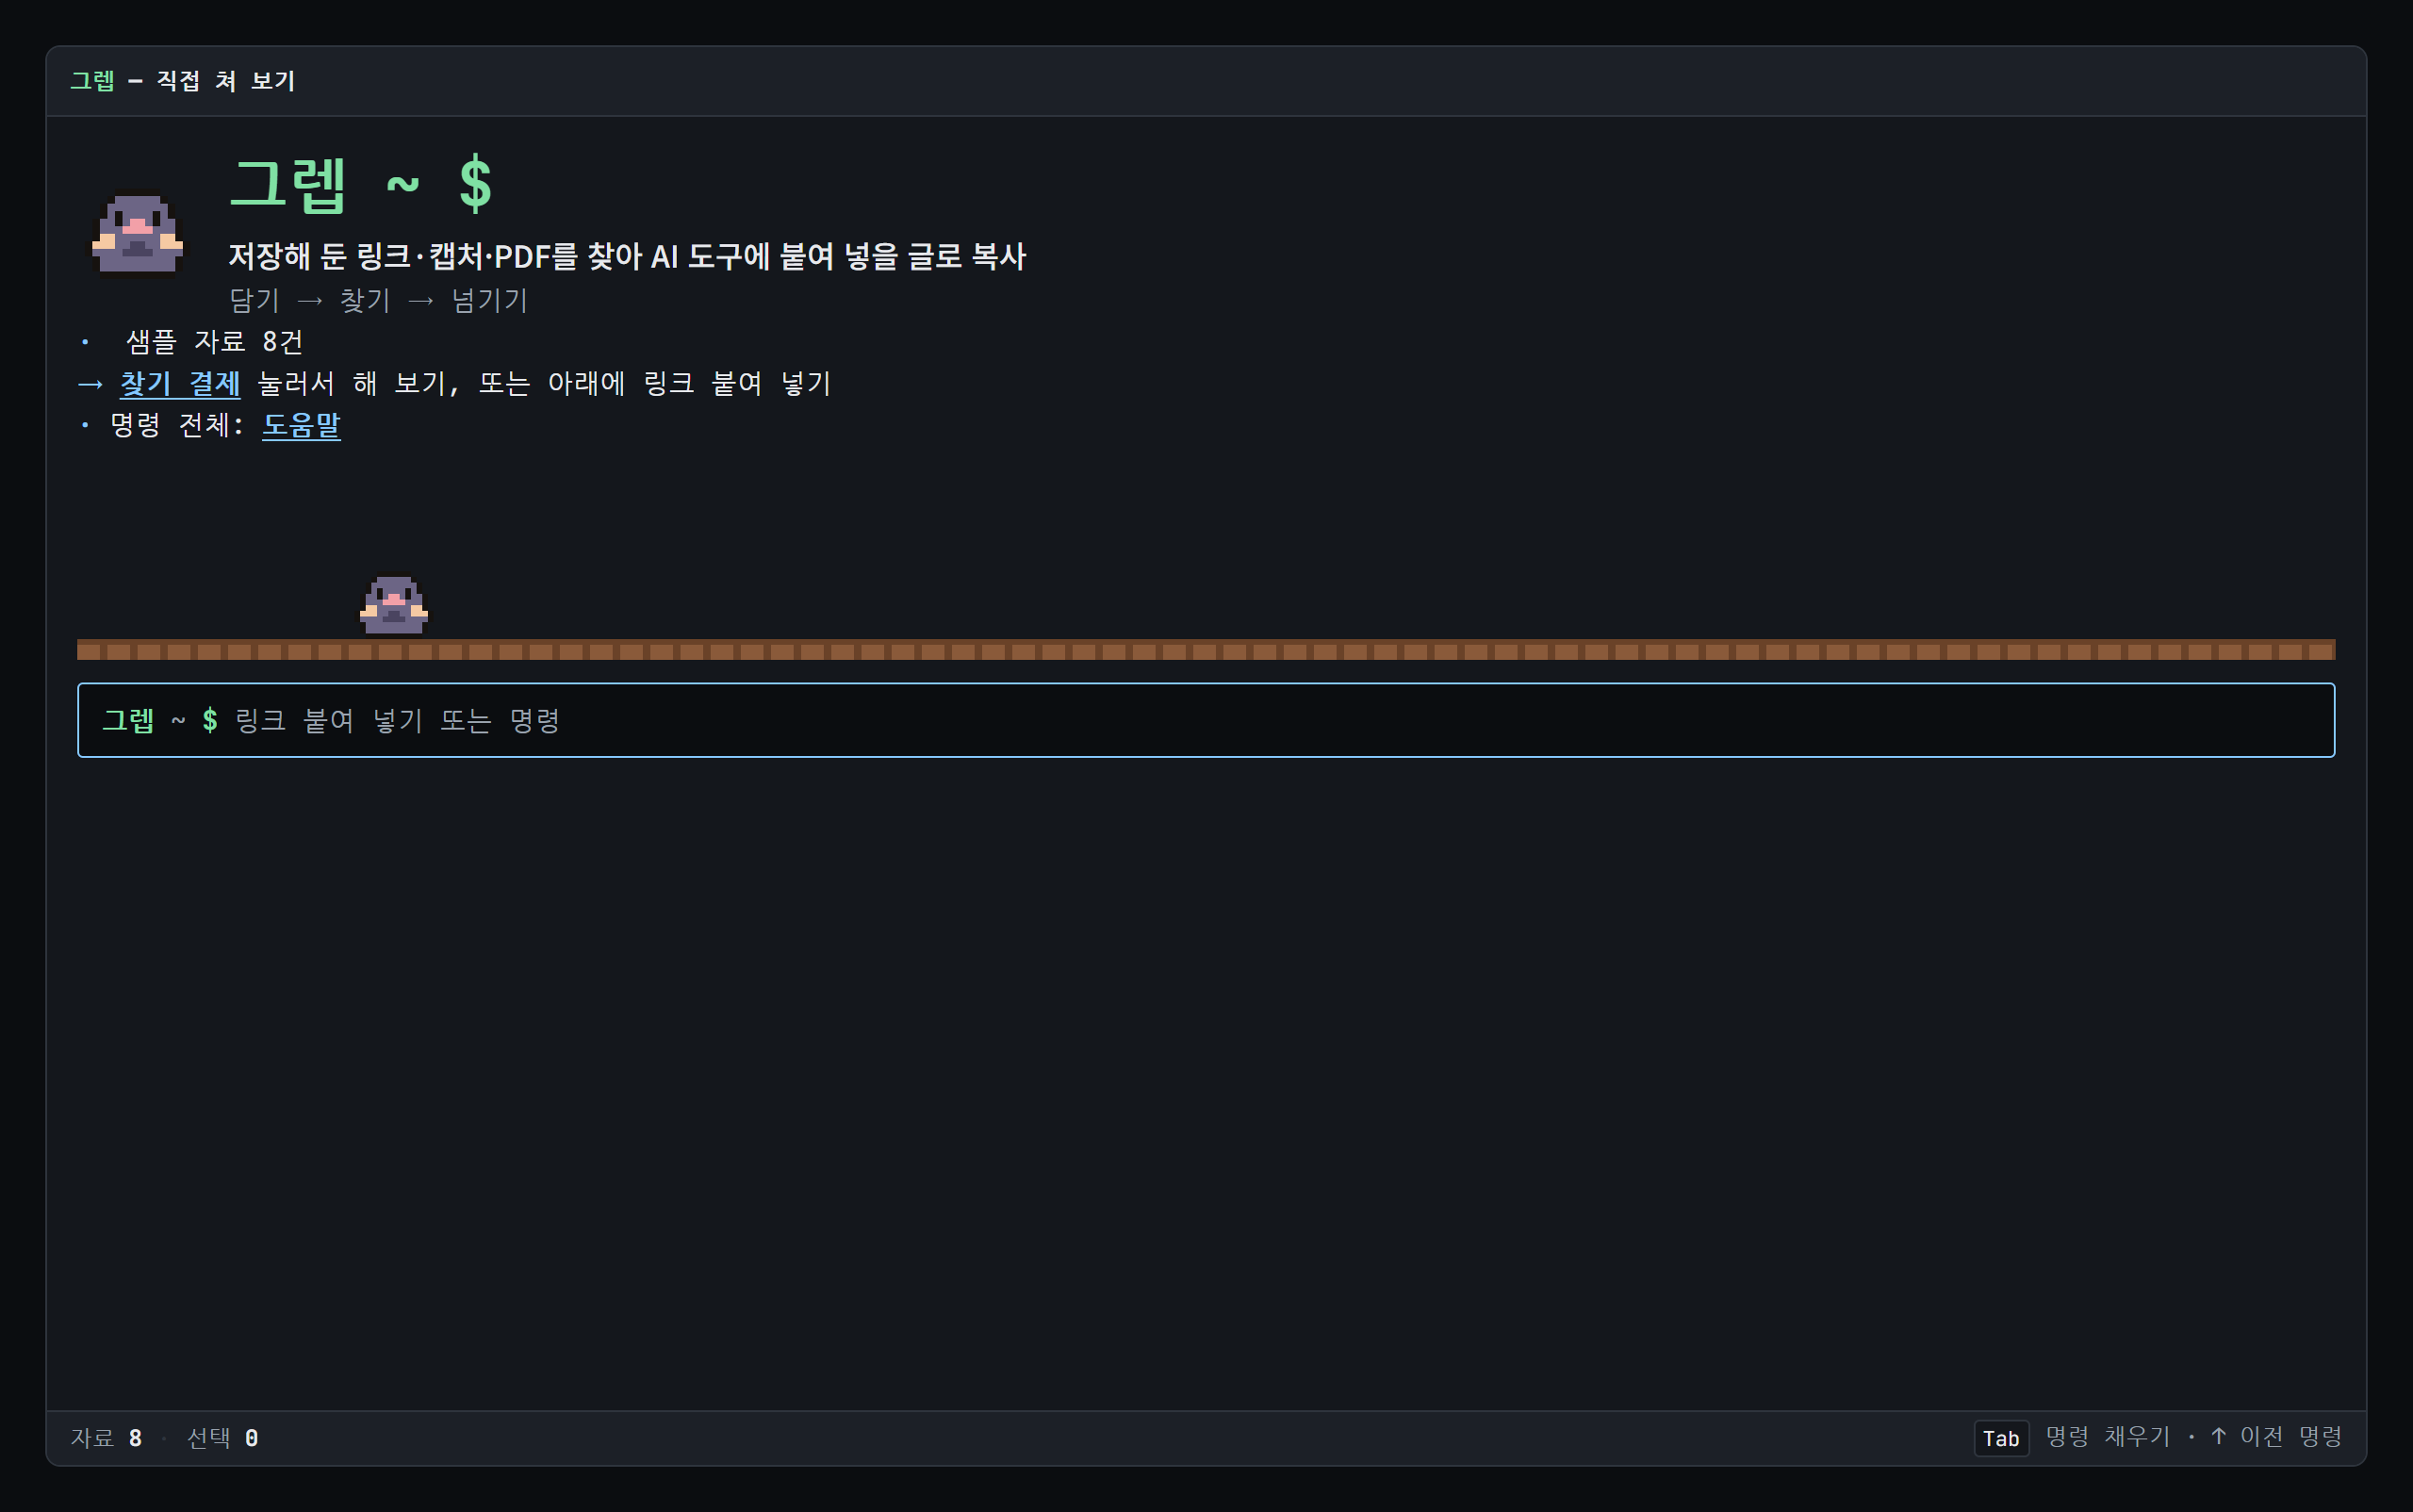 그렙 – 직접 쳐 보기
그렙 ~ $
저장해 둔 링크·캡처·PDF를 찾아 AI 도구에 붙여 넣을 글로 복사
담기 → 찾기 → 넘기기
· 샘플 자료 8건
→ 찾기 결제 눌러서 해 보기, 또는 아래에 링크 붙여 넣기
· 명령 전체: 도움말
그렙 ~ $ 링크 붙여 넣기 또는 명령
자료 8 · 선택 0
Tab 명령 채우기 · ↑ 이전 명령